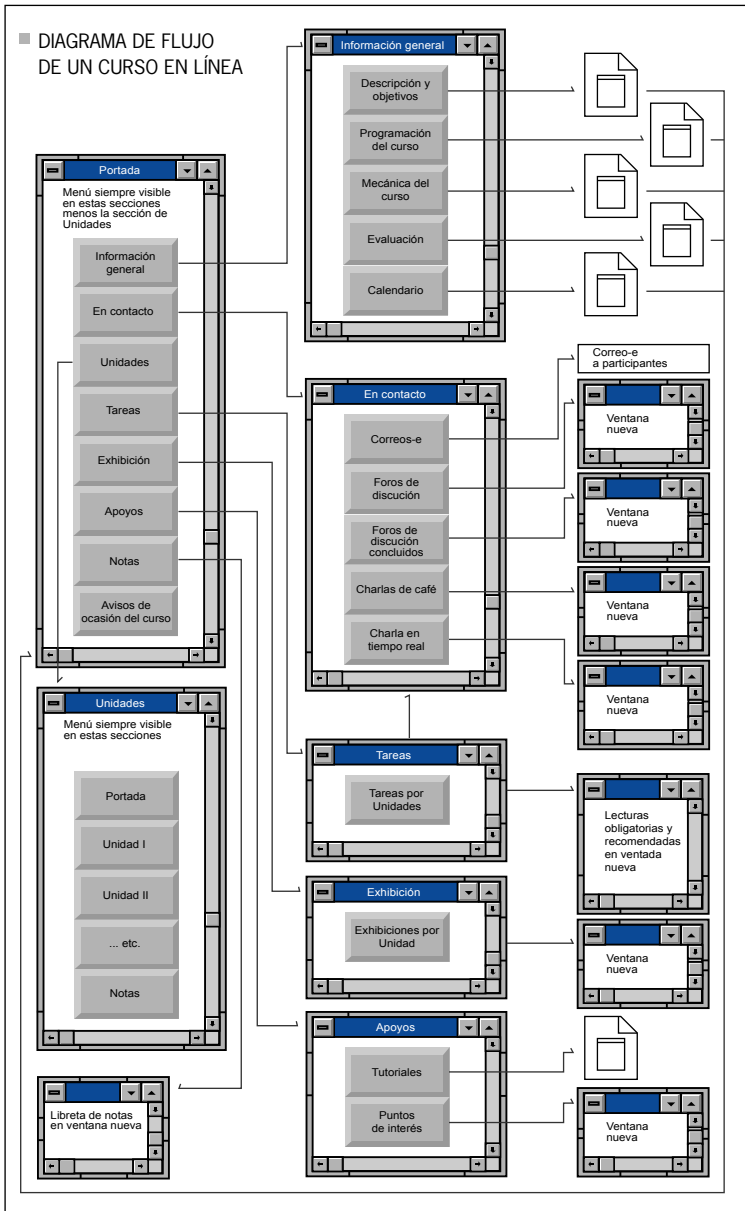 DIAGRAMA DE FLUJO
DE UN CURSO EN LÍNEA
Portada
Menú siempre visible
en estas secciones
menos la sección de
Unidades
Información
general
En contacto
Unidades
Tareas
Exhibición
Apoyos
Notas
Avisos de
ocasión del curso
Unidades
Menú siempre visible
en estas secciones
Portada
Unidad I
Unidad II
... etc.
Notas
Libreta de notas
en ventana nueva
Información general
Descripción y
objetivos
Programación
del curso
Mecánica del
curso
Evaluación
Calendario
En contacto
Correos-e
Foros de
discución
Foros de
discución
concluidos
Charlas de café
Charla en
tiempo real
Tareas
Tareas por
Unidades
Exhibición
Exhibiciones por
Unidad
Apoyos
Tutoriales
Puntos
de interés
Correo-e
a participantes
Ventana
nueva
Ventana
nueva
Ventana
nueva
Ventana
nueva
Lecturas
obligatorias y
recomendadas
en ventada
nueva
Ventana
nueva
Ventana
nueva